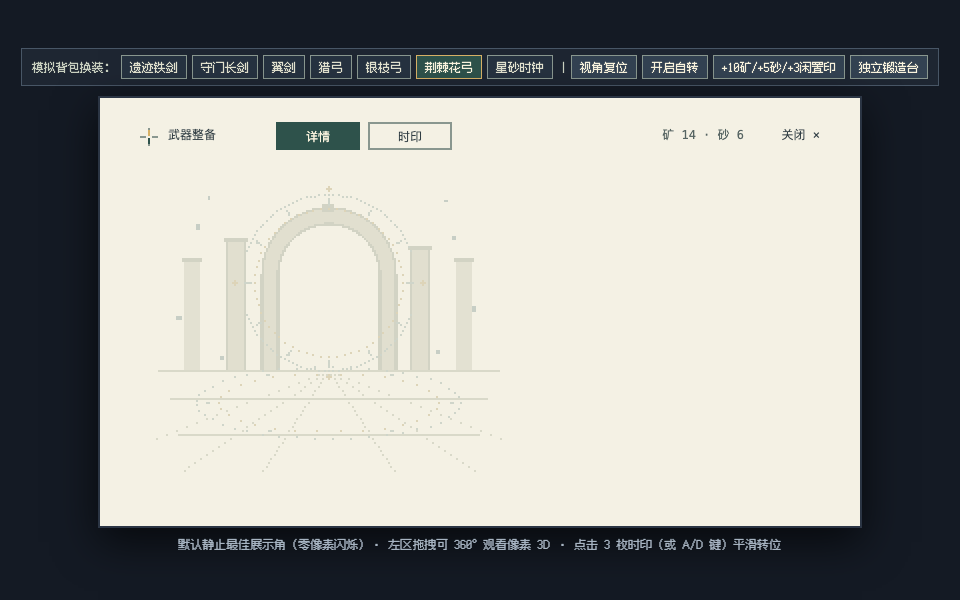 模拟背包换装： 遗迹铁剑 守门长剑 翼剑 猎弓 银枝弓 荆棘花弓 星砂时钟 | 视角复位 开启自转 +10矿/+5砂/+3闲置印 独立锻造台
武器整备 详情 时印 矿 14 · 砂 6 关闭 ×
默认静止最佳展示角（零像素闪烁）· 左区拖拽可 360° 观看像素 3D · 点击 3 枚时印（或 A/D 键）平滑转位